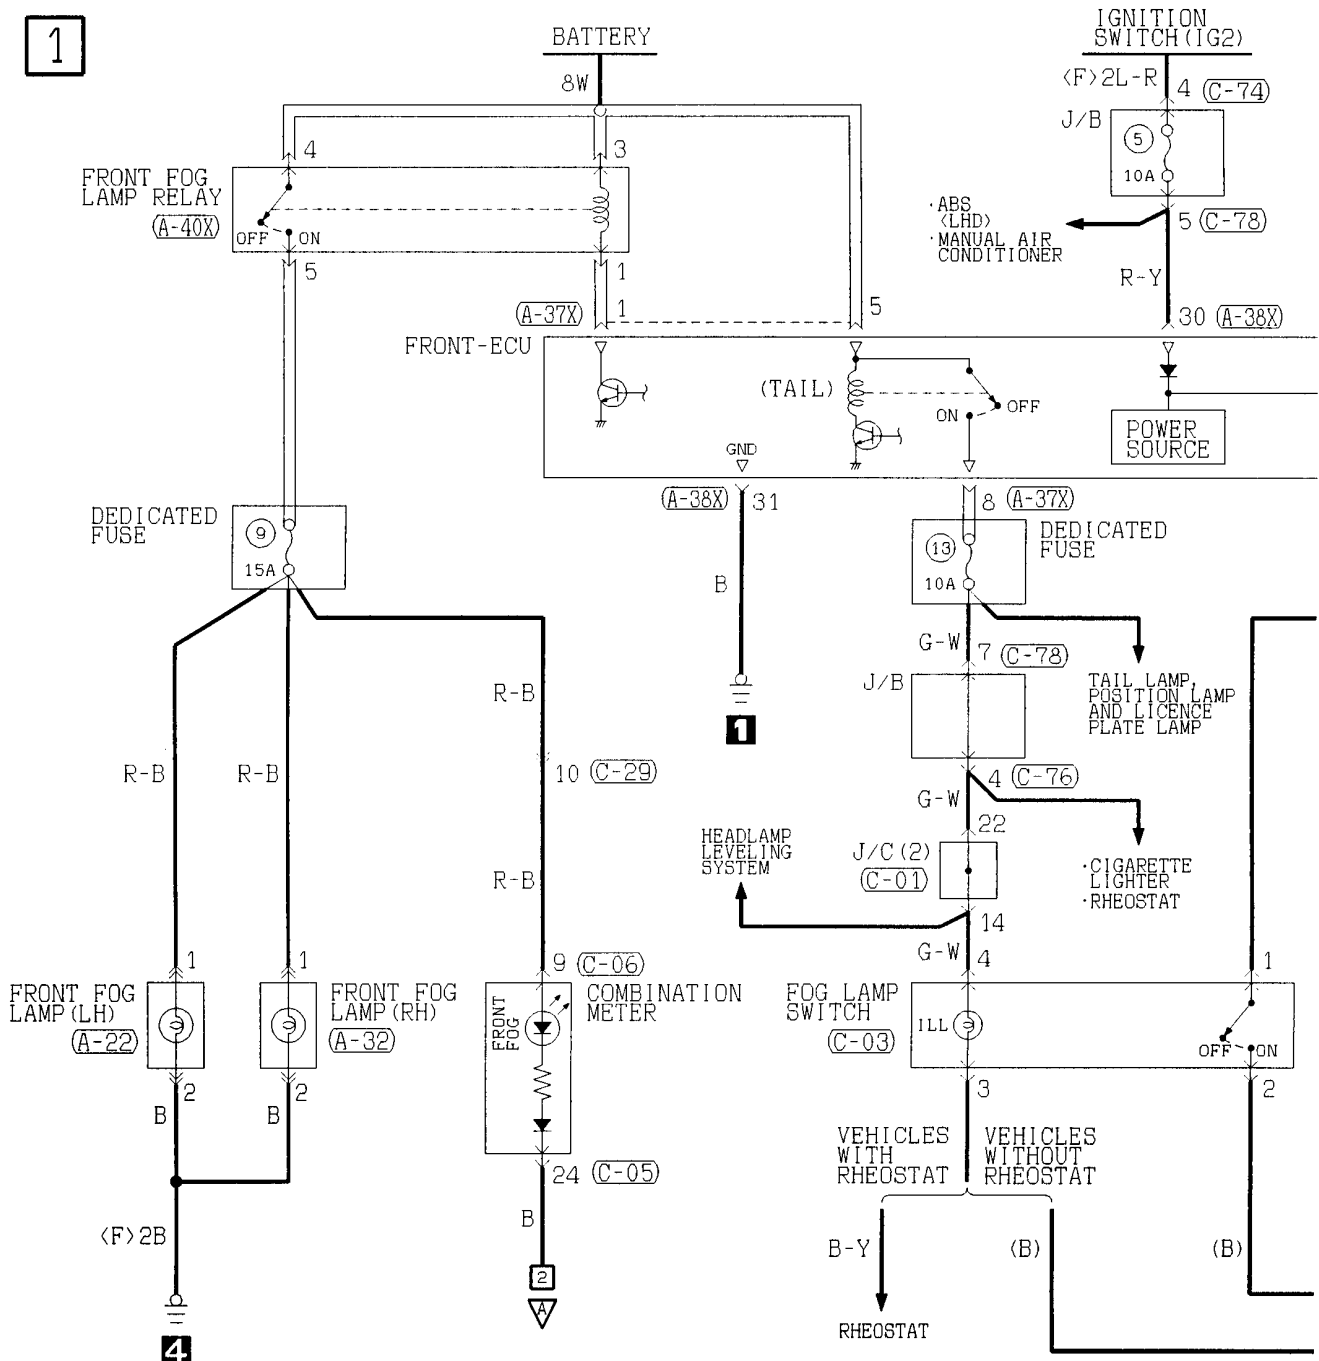 1
BATTERY
IGNITION
SWITCH(IG2)
8W
<F>2L-R
4
C-74
J/B
5
10A
4
3
FRONT FOG
LAMP RELAY
A-40X
OFF
ON
·ABS
<LHD>
·MANUAL AIR
CONDITIONER
5
C-78
R-Y
5
1
A-37X
1
5
30
A-38X
FRONT-ECU
(TAIL)
ON
OFF
POWER
SOURCE
GND
A-38X
31
8
A-37X
DEDICATED
FUSE
9
15A
B
DEDICATED
FUSE
13
10A
G-W
7
C-78
J/B
TAIL LAMP,
POSITION LAMP
AND LICENCE
PLATE LAMP
R-B
1
R-B
R-B
10
C-29
4
C-76
G-W
22
HEADLAMP
LEVELING
SYSTEM
J/C(2)
C-01
·CIGARETTE
LIGHTER
·RHEOSTAT
R-B
14
G-W
4
1
1
9
C-06
1
FRONT FOG
LAMP(LH)
A-22
FRONT FOG
LAMP(RH)
A-32
FRONT
FOG
COMBINATION
METER
FOG LAMP
SWITCH
C-03
ILL
OFF
ON
2
2
3
2
B
B
VEHICLES
WITH
RHEOSTAT
VEHICLES
WITHOUT
RHEOSTAT
24
C-05
B
<F>2B
B-Y
(B)
(B)
2
A
RHEOSTAT
4